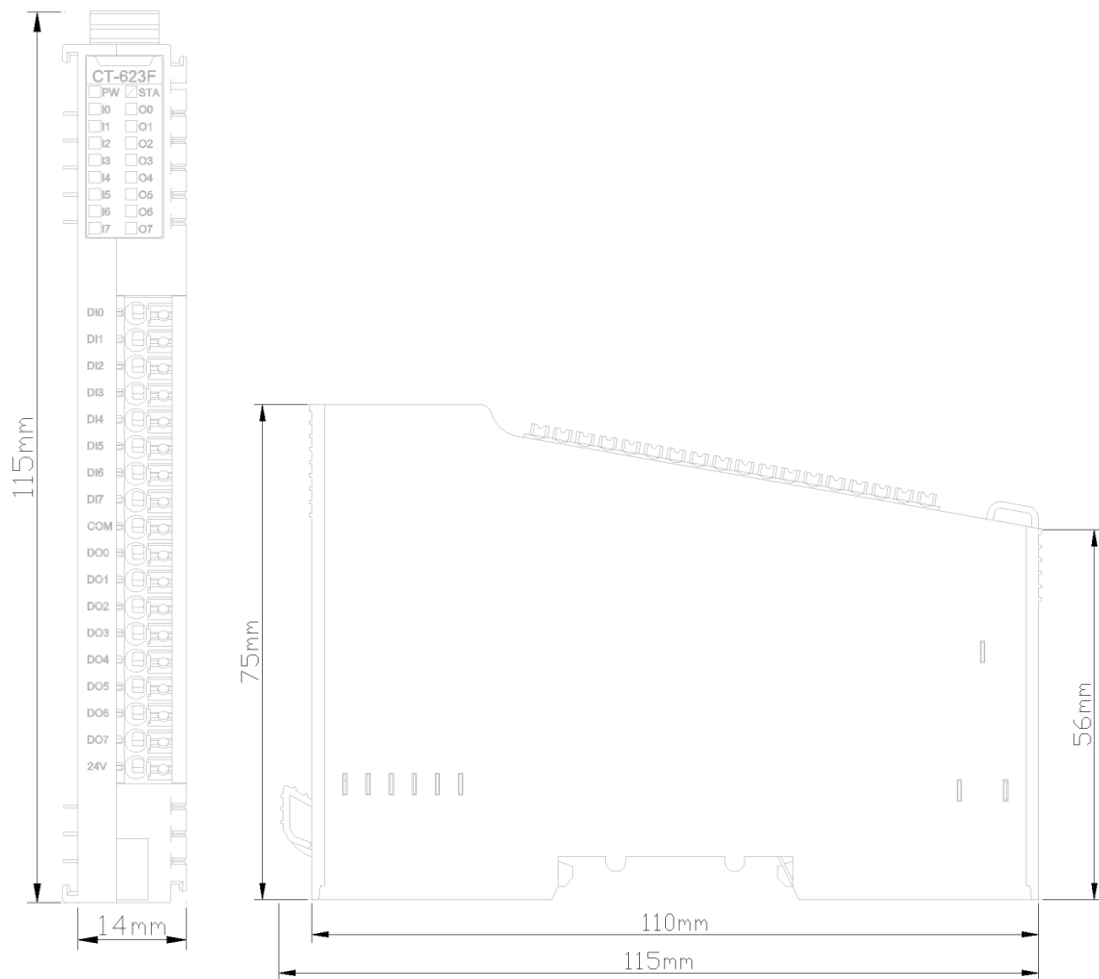 CT-623F
PW STA
I0 O0
I1 O1
I2 O2
I3 O3
I4 O4
I5 O5
I6 O6
I7 O7
DI0
DI1
DI2
DI3
DI4
DI5
DI6
DI7
COM
DO0
DO1
DO2
DO3
DO4
DO5
DO6
DO7
24V
115mm
14mm
75mm
56mm
110mm
115mm